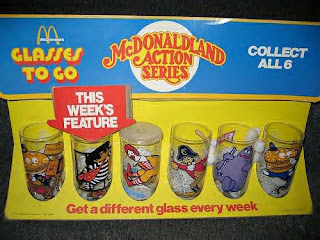 McDonald's
GLASSES
TO GO
McDONALDLAND
ACTION
SERIES
COLLECT
ALL 6
THIS
WEEK'S
FEATURE
Get a different glass every week